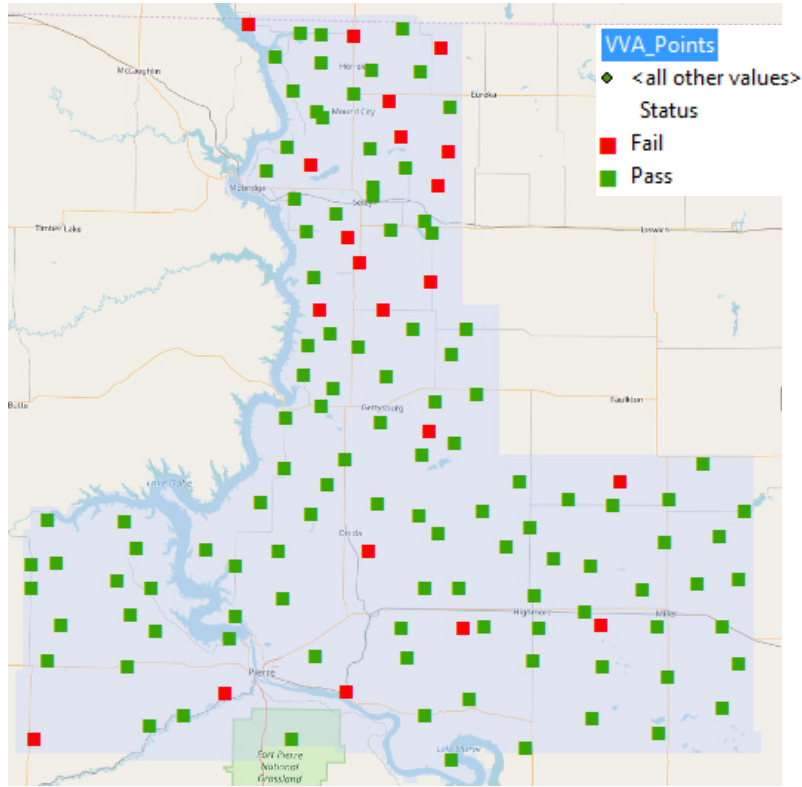 VVA_Points
<all other values>
Status
Fail
Pass
McLaughlin
Herreid
Eureka
Mound City
Mobridge
Selby
Timber Lake
Ipswich
Butte
Gettysburg
Faulkton
Lake Oahe
Onida
Highmore
Miller
Pierre
Lake Sharpe
Fort Pierre
National
Grassland